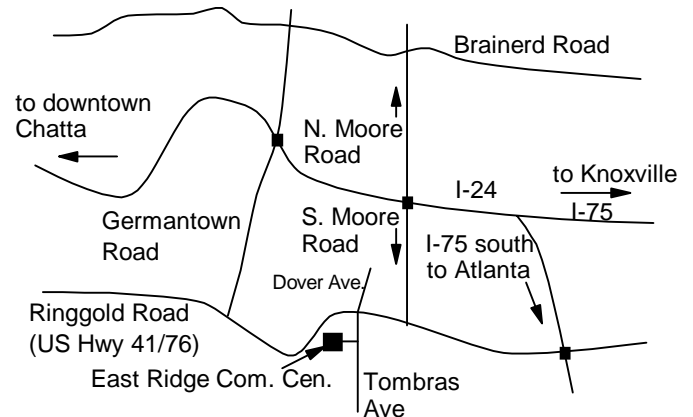 Brainerd Road
to downtown
Chatta
N. Moore
Road
to Knoxville
I-24
I-75
Germantown
Road
S. Moore
Road
I-75 south
to Atlanta
Dover Ave.
Ringgold Road
(US Hwy 41/76)
East Ridge Com. Cen.
Tombras
Ave